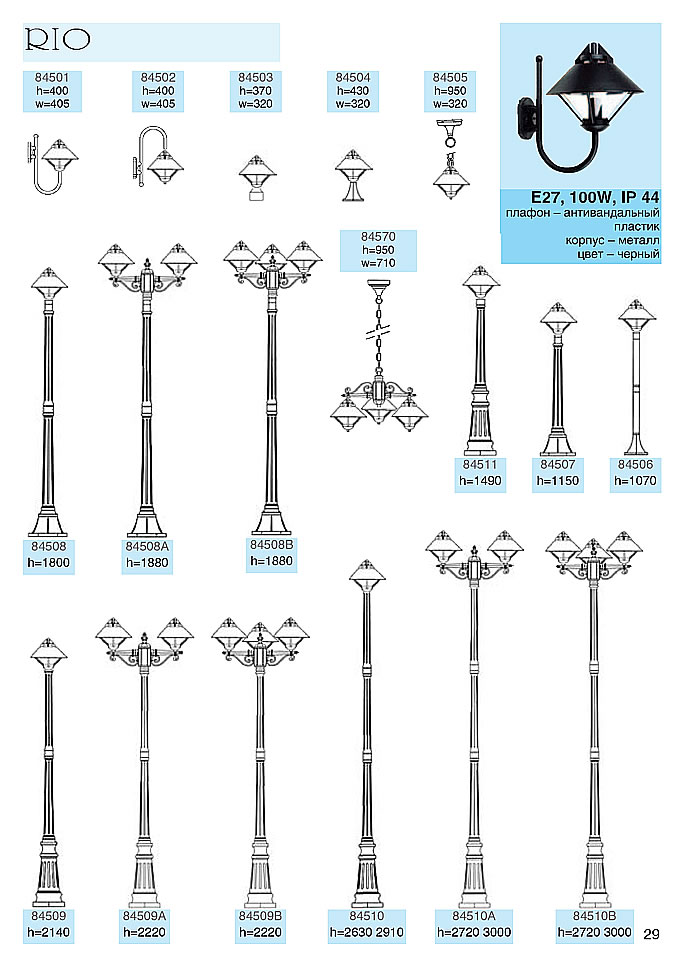 RIO
84501
h=400
w=405
84502
h=400
w=405
84503
h=370
w=320
84504
h=430
w=320
84505
h=950
w=320
E27, 100W, IP 44
плафон – антивандальный
пластик
корпус – металл
цвет – черный
84570
h=950
w=710
84511
h=1490
84507
h=1150
84506
h=1070
84508
h=1800
84508A
h=1880
84508B
h=1880
84509
h=2140
84509A
h=2220
84509B
h=2220
84510
h=2630 2910
84510A
h=2720 3000
84510B
h=2720 3000
29